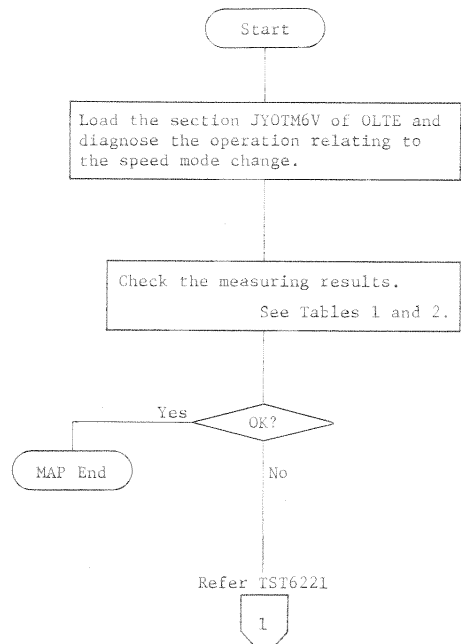 Start
Load the section JYOTM6V of OLTE and
diagnose the operation relating to
the speed mode change.
Check the measuring results.
See Tables 1 and 2.
Yes
OK?
MAP End
No
Refer TST6221
1